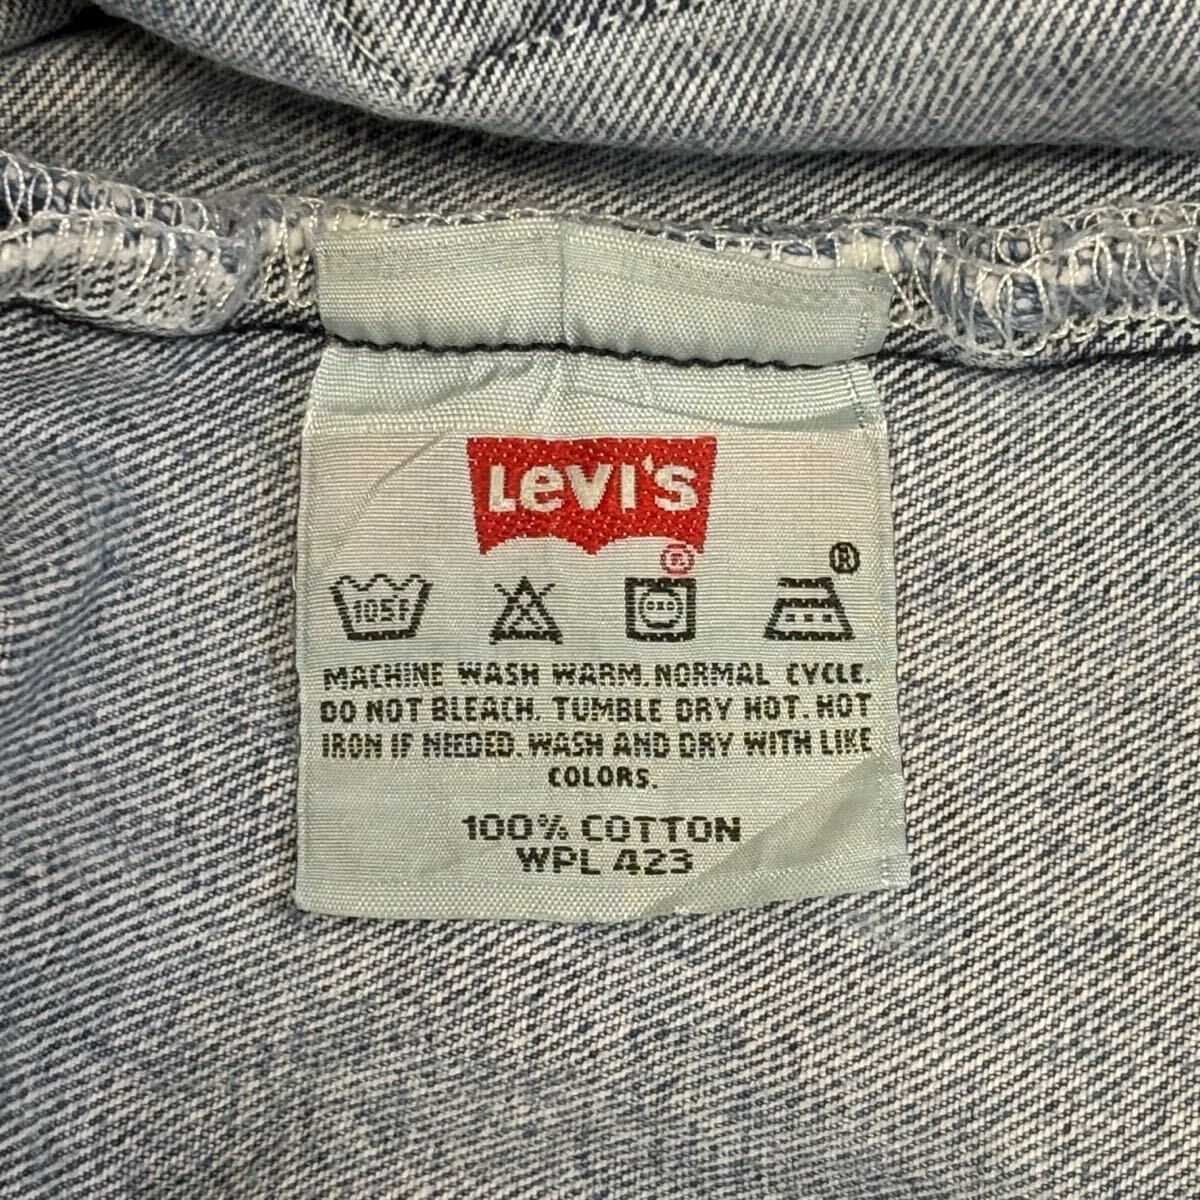 LEVI'S
®
®
105F
MACHINE WASH WARM. NORMAL CYCLE.
DO NOT BLEACH. TUMBLE DRY HOT. HOT
IRON IF NEEDED. WASH AND DRY WITH LIKE
COLORS.
100% COTTON
WPL 423